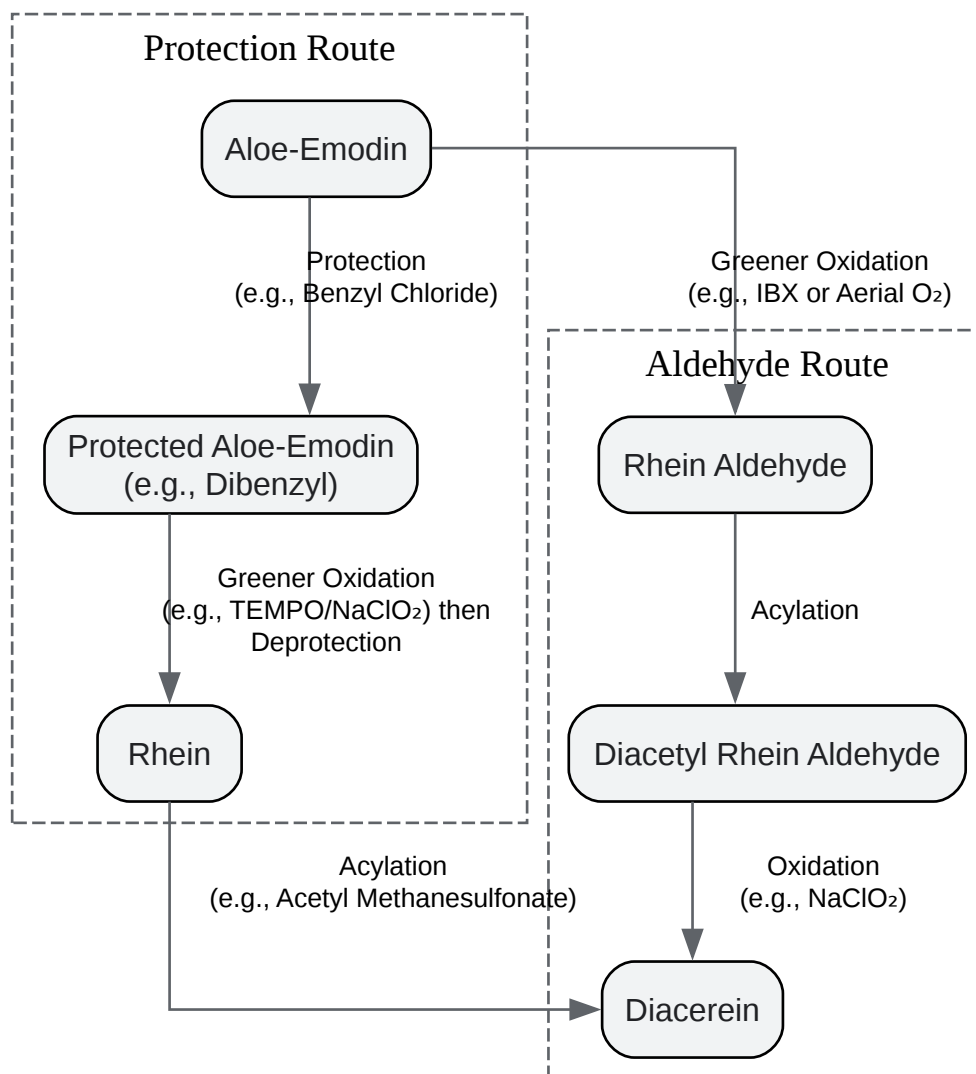 Protection Route
Aloe-Emodin
Protection
(e.g., Benzyl Chloride)
Greener Oxidation
(e.g., IBX or Aerial O₂)
Aldehyde Route
Protected Aloe-Emodin
(e.g., Dibenzyl)
Rhein Aldehyde
Greener Oxidation
(e.g., TEMPO/NaClO₂) then
Deprotection
Acylation
Rhein
Diacetyl Rhein Aldehyde
Acylation
(e.g., Acetyl Methanesulfonate)
Oxidation
(e.g., NaClO₂)
Diacerein